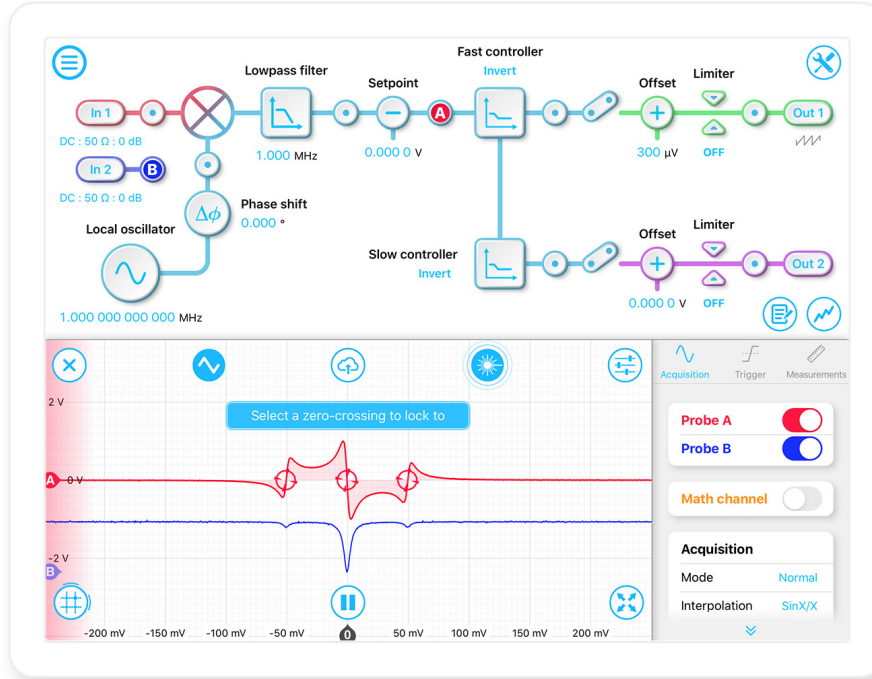 Fast controller
Invert
Lowpass filter
Setpoint
Offset
Limiter
In 1
A
Out 1
DC : 50 Ω : 0 dB
1.000 MHz
0.000 0 V
300 µV
OFF
In 2
B
DC : 50 Ω : 0 dB
Phase shift
Δϕ
0.000 °
Local oscillator
Slow controller
Invert
Offset
Limiter
Out 2
0.000 0 V
OFF
1.000 000 000 000 MHz
Acquisition
Trigger
Measurements
2 V
Select a zero-crossing to lock to
Probe A
Probe B
A
0 V
Math channel
-2 V
B
Acquisition
Mode
Normal
Interpolation
SinX/X
-200 mV
-150 mV
-100 mV
-50 mV
0
50 mV
100 mV
150 mV
200 mV